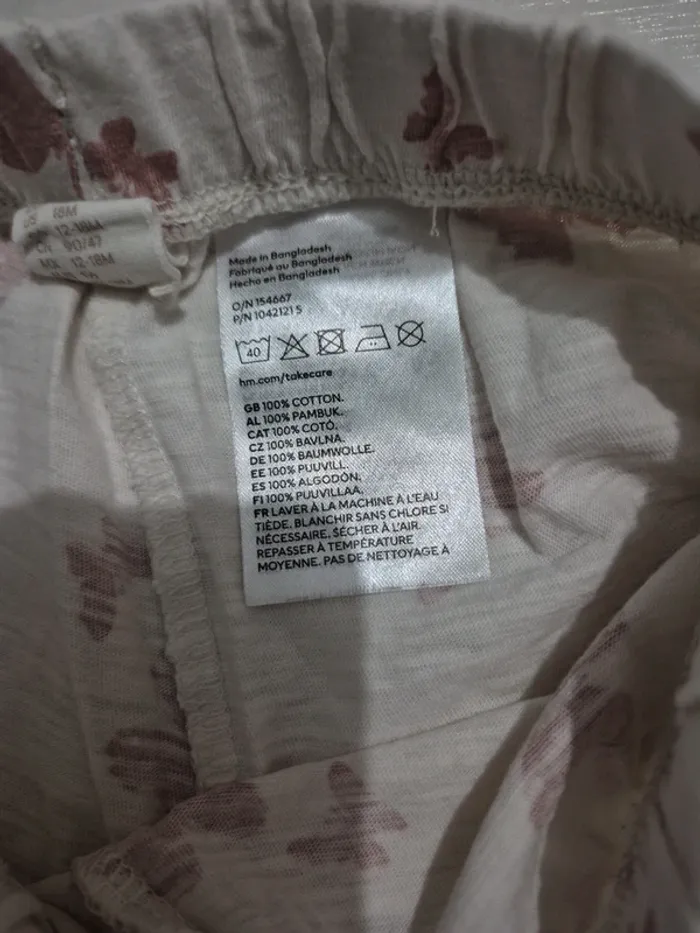 18M
12-18M
90/47
MX 12-18M
Made in Bangladesh
Fabriqué au Bangladesh
Hecho en Bangladesh
O/N 154667
P/N 1042121 S
40
hm.com/takecare
GB 100% COTTON.
AL 100% PAMBUK.
CAT 100% COTÓ.
CZ 100% BAVLNA.
DE 100% BAUMWOLLE.
EE 100% PUUVILL.
ES 100% ALGODÓN.
FI 100% PUUVILLAA.
FR LAVER À LA MACHINE À L'EAU
TIÈDE. BLANCHIR SANS CHLORE SI
NÉCESSAIRE. SÉCHER À L'AIR.
REPASSER À TEMPÉRATURE
MOYENNE. PAS DE NETTOYAGE À